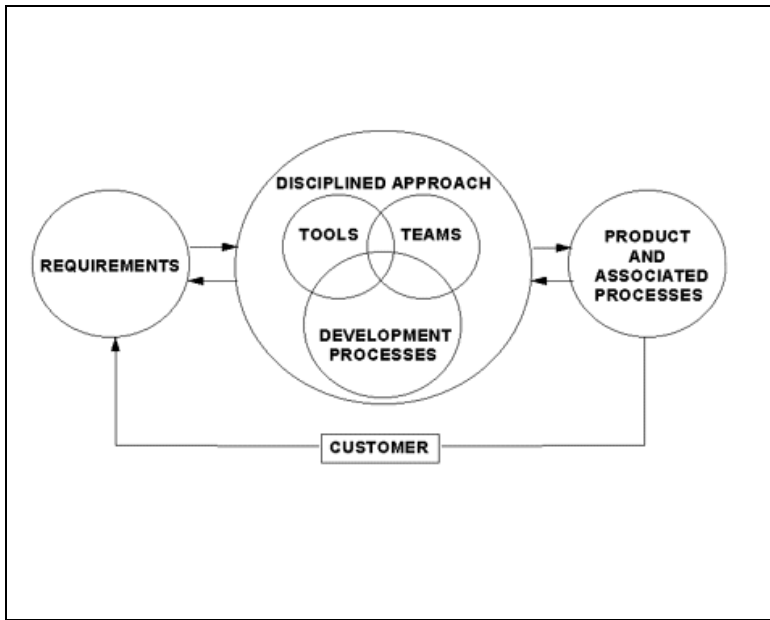 DISCIPLINED APPROACH
TOOLS
TEAMS
REQUIREMENTS
DEVELOPMENT
PROCESSES
PRODUCT
AND
ASSOCIATED
PROCESSES
CUSTOMER